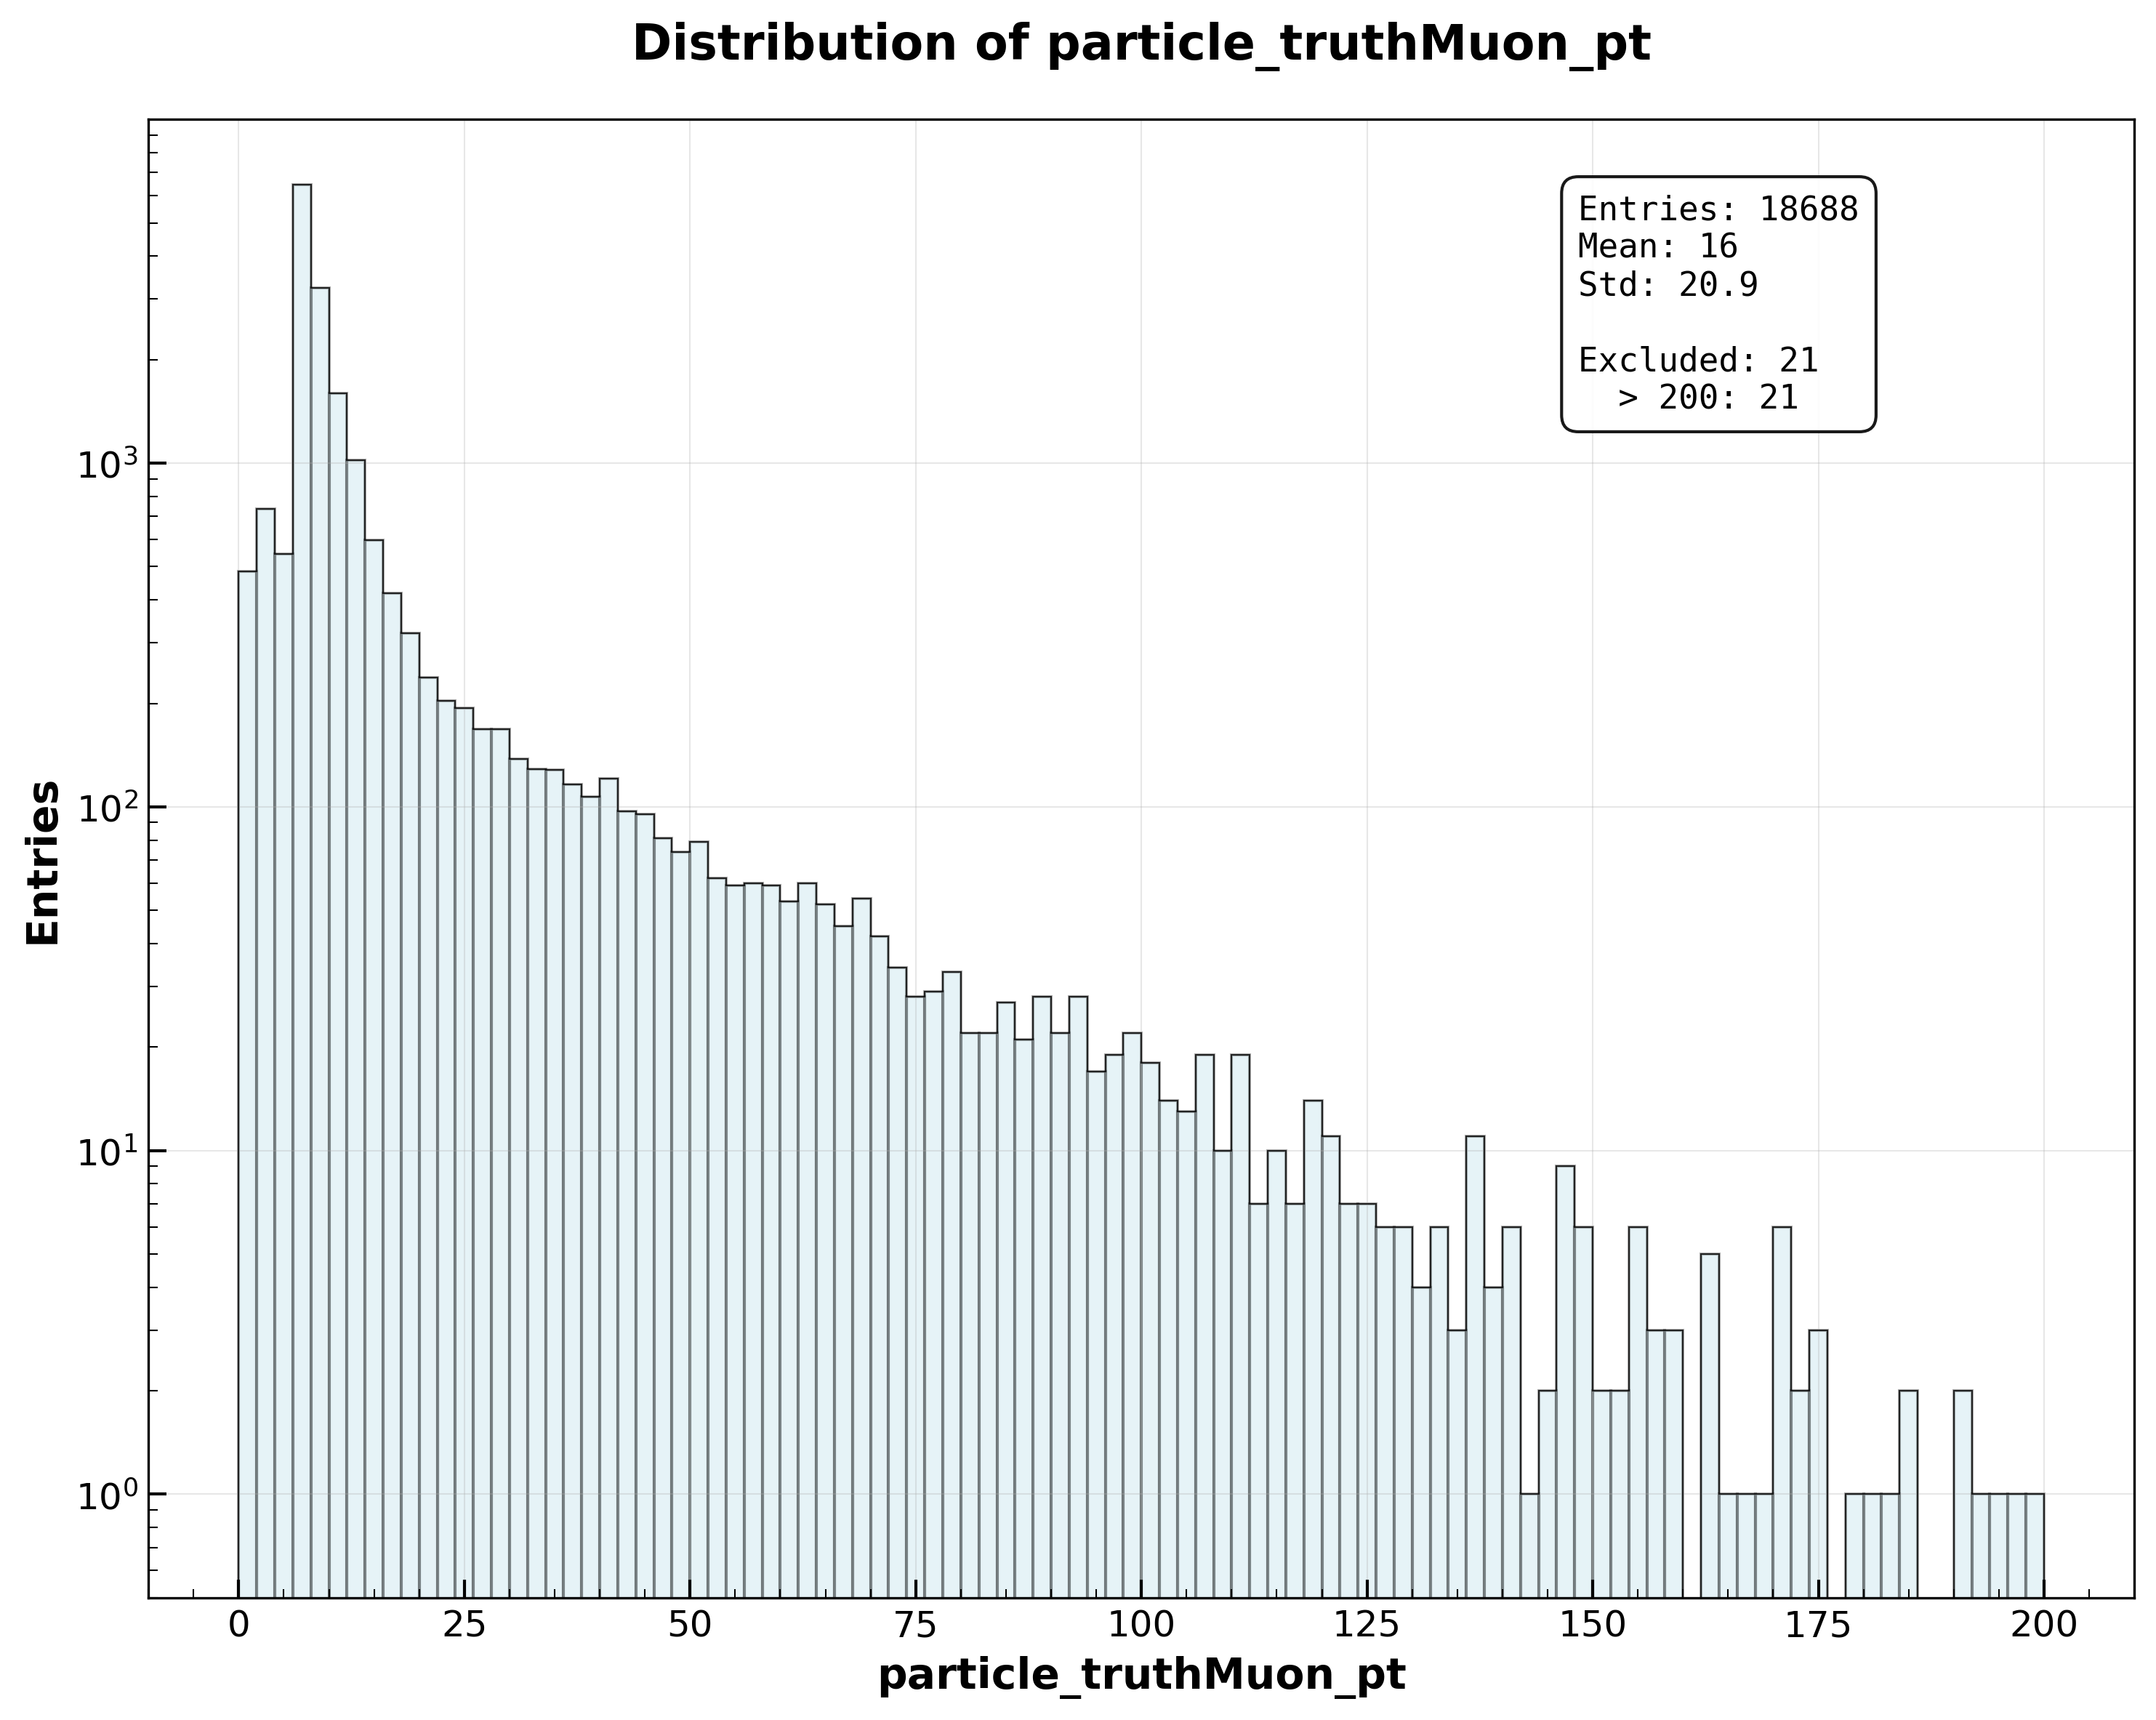 Distribution of particle_truthMuon_pt
Entries: 18688
Mean: 16
Std: 20.9
Excluded: 21
> 200: 21
Entries
10³
10²
10¹
10⁰
0 25 50 75 100 125 150 175 200
particle_truthMuon_pt